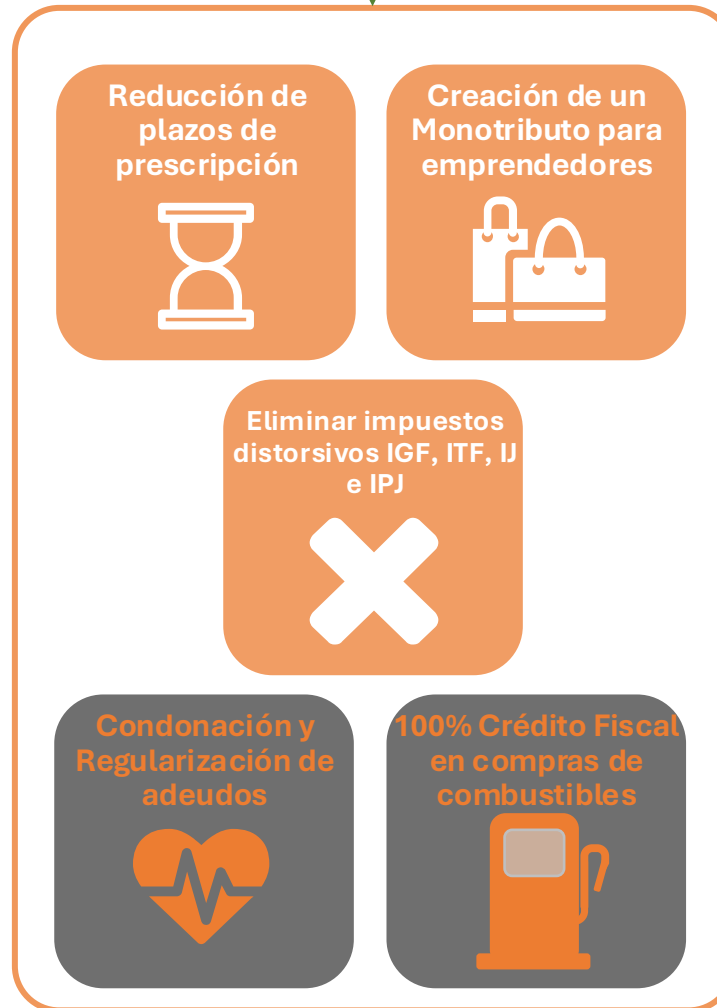 Reducción de
plazos de
prescripción
Creación de un
Monotributo para
emprendedores
Eliminar impuestos
distorsivos IGF, ITF, IJ
e IPJ
Condonación y
Regularización de
adeudos
100% Crédito Fiscal
en compras de
combustibles